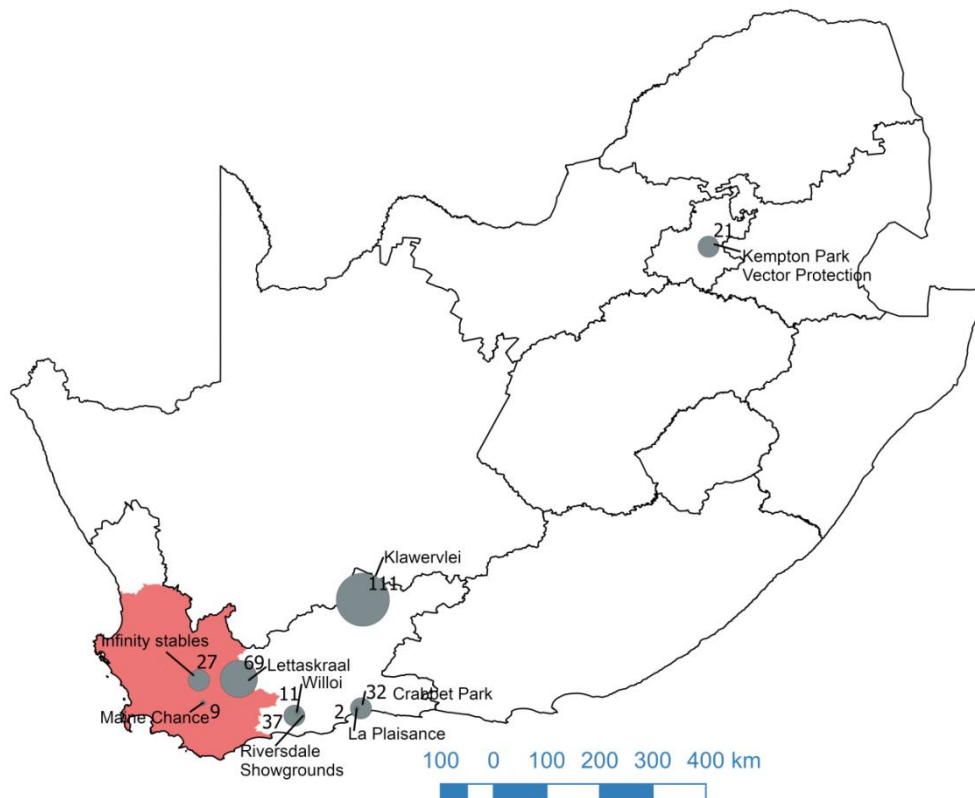 21
Kempton Park
Vector Protection
Klawervlei
111
Infinity stables
27
69
Lettaskraal
Willoi
11
Maine Chance
9
37
32
Crabbet Park
2
La Plaisance
Riversdale
Showgrounds
100 0 100 200 300 400 km